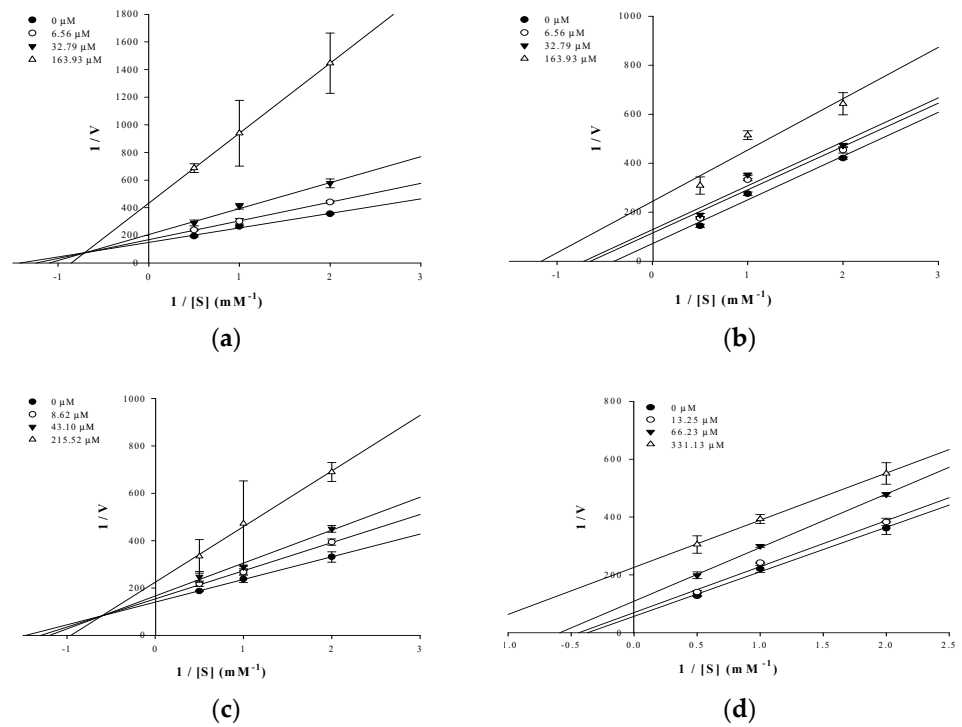 0 µM
6.56 µM
32.79 µM
163.93 µM
1800
1600
1400
1200
1000
800
600
400
200
0
-1 0 1 2 3
1 / V
1 / [S] (mM-1)
(a)
0 µM
6.56 µM
32.79 µM
163.93 µM
1000
800
600
400
200
0
-1 0 1 2 3
1 / V
1 / [S] (mM-1)
(b)
0 µM
8.62 µM
43.10 µM
215.52 µM
1000
800
600
400
200
0
-1 0 1 2 3
1 / V
1 / [S] (mM-1)
(c)
0 µM
13.25 µM
66.23 µM
331.13 µM
800
600
400
200
0
1.0 -0.5 0.0 0.5 1.0 1.5 2.0 2.5
1 / V
1 / [S] (mM-1)
(d)